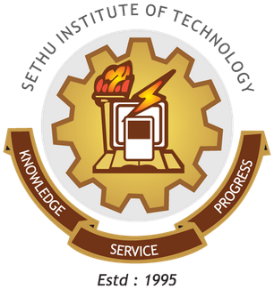 SETHU INSTITUTE OF TECHNOLOGY
KNOWLEDGE
SERVICE
PROGRESS
Estd : 1995